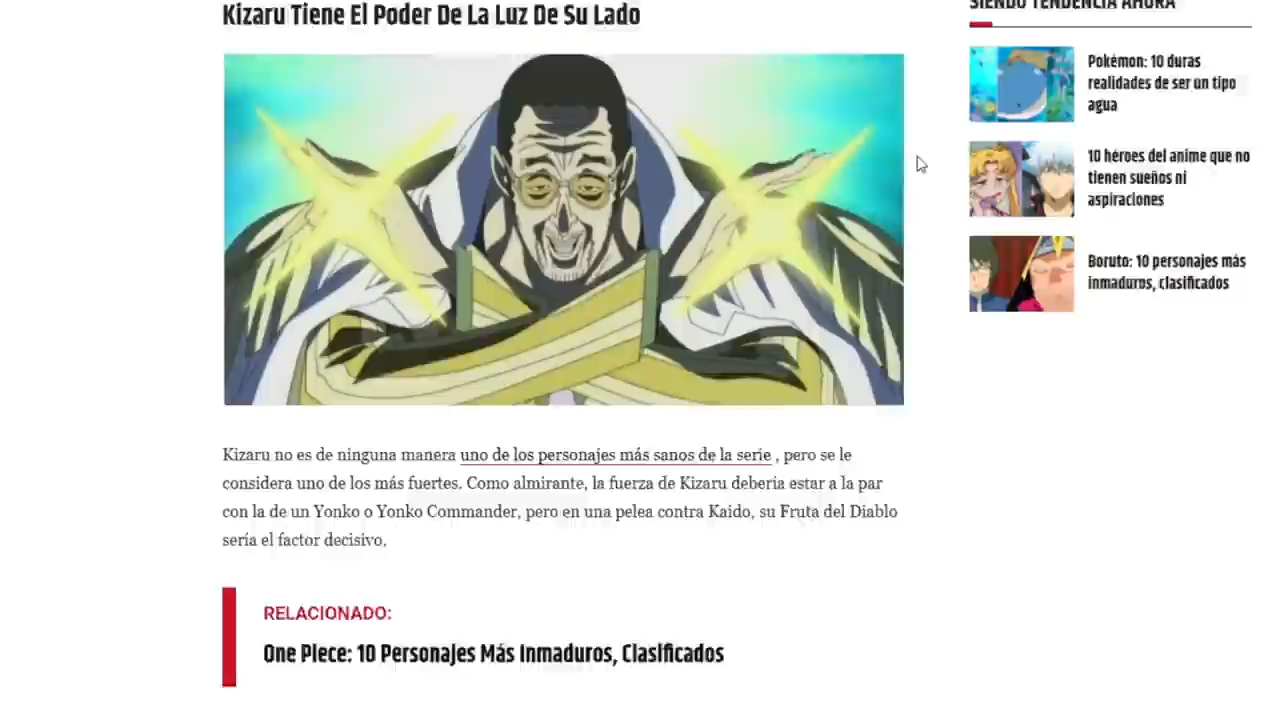 Kizaru Tiene El Poder De La Luz De Su Lado
Kizaru no es de ninguna manera uno de los personajes más sanos de la serie , pero se le
considera uno de los más fuertes. Como almirante, la fuerza de Kizaru debería estar a la par
con la de un Yonko o Yonko Commander, pero en una pelea contra Kaido, su Fruta del Diablo
sería el factor decisivo.
RELACIONADO:
One Piece: 10 Personajes Más Inmaduros, Clasificados
SIENDO TENDENCIA AHORA
Pokémon: 10 duras
realidades de ser un tipo
agua
10 héroes del anime que no
tienen sueños ni
aspiraciones
Boruto: 10 personajes más
inmaduros, clasificados